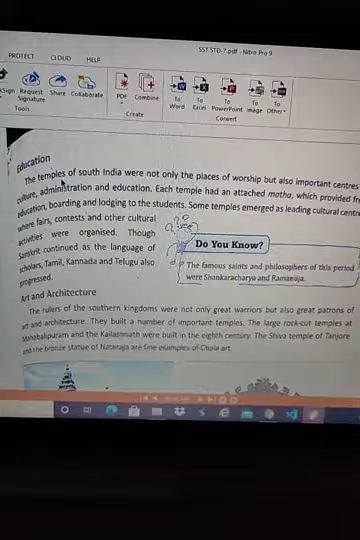 SST STD-7.pdf - Nitro Pro 9
PROTECT CLOUD HELP
Sign Request Signature Share Collaborate PDF Combine To Word To Excel To PowerPoint To Image To Other
Tools Create Convert
Education
The temples of south India were not only the places of worship but also important centres
culture, administration and education. Each temple had an attached matha, which provided
education, boarding and lodging to the students. Some temples emerged as leading cultural
where fairs, contests and other cultural
activities were organised. Though
Sanskrit continued as the language of
scholars, Tamil, Kannada and Telugu also
progressed.
Do You Know?
The famous saints and philosophers of this period
were Shankaracharya and Ramanaja.
Art and Architecture
The rulers of the southern kingdoms were not only great warriors but also great patrons of
art and architecture. They built a number of important temples. The large rock-cut temples at
Mahabalipuram and the Kailashnath were built in the eighth century. The Shiva temple of Tanjore
and the bronze statue of Nataraja are fine examples of Chola art.